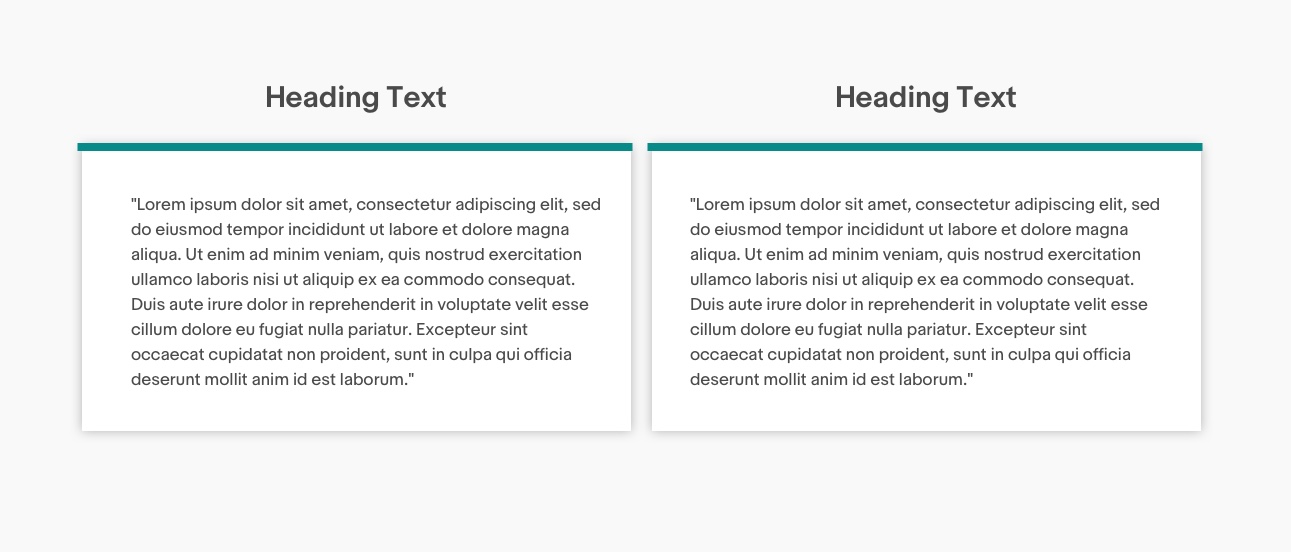 Heading Text
"Lorem ipsum dolor sit amet, consectetur adipiscing elit, sed
do eiusmod tempor incididunt ut labore et dolore magna
aliqua. Ut enim ad minim veniam, quis nostrud exercitation
ullamco laboris nisi ut aliquip ex ea commodo consequat.
Duis aute irure dolor in reprehenderit in voluptate velit esse
cillum dolore eu fugiat nulla pariatur. Excepteur sint
occaecat cupidatat non proident, sunt in culpa qui officia
deserunt mollit anim id est laborum."
Heading Text
"Lorem ipsum dolor sit amet, consectetur adipiscing elit, sed
do eiusmod tempor incididunt ut labore et dolore magna
aliqua. Ut enim ad minim veniam, quis nostrud exercitation
ullamco laboris nisi ut aliquip ex ea commodo consequat.
Duis aute irure dolor in reprehenderit in voluptate velit esse
cillum dolore eu fugiat nulla pariatur. Excepteur sint
occaecat cupidatat non proident, sunt in culpa qui officia
deserunt mollit anim id est laborum."